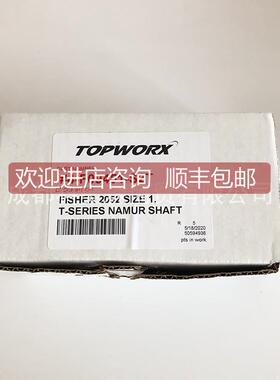 TOPWORX
欢迎进店咨询 顺丰包邮
FISHER 2052 SIZE 1,
T-SERIES NAMUR SHAFT
R 5
5/18/2020
50594936
pts in work